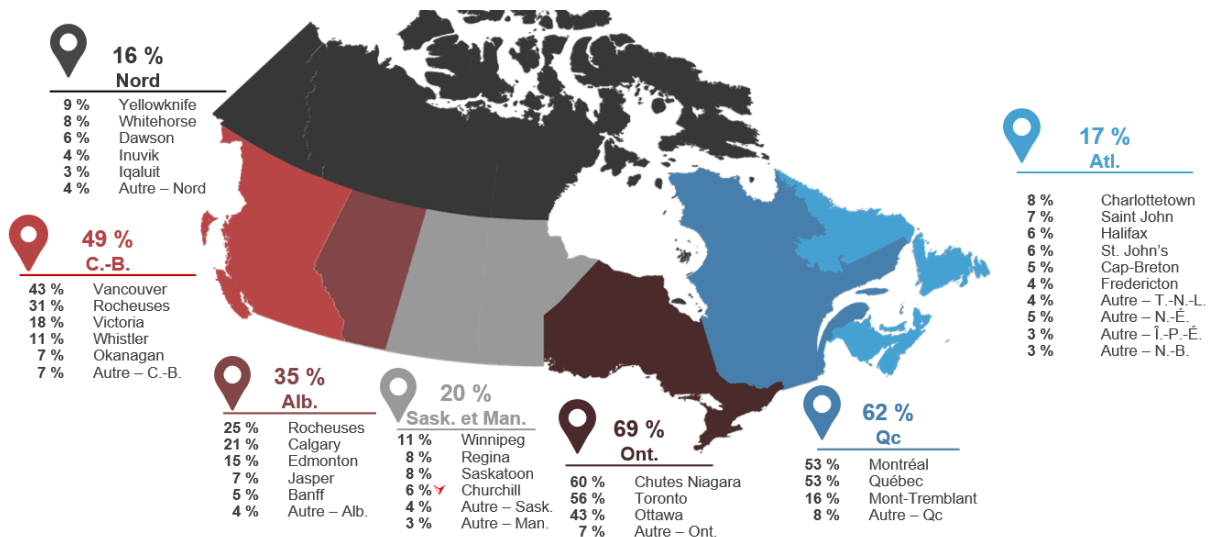 16 %
Nord
9 % Yellowknife
8 % Whitehorse
6 % Dawson
4 % Inuvik
3 % Iqaluit
4 % Autre – Nord
49 %
C.-B.
43 % Vancouver
31 % Rocheuses
18 % Victoria
11 % Whistler
7 % Okanagan
7 % Autre – C.-B.
35 %
Alb.
25 % Rocheuses
21 % Calgary
15 % Edmonton
7 % Jasper
5 % Banff
4 % Autre – Alb.
20 %
Sask. et Man.
11 % Winnipeg
8 % Regina
8 % Saskatoon
6 % Churchill
4 % Autre – Sask.
3 % Autre – Man.
69 %
Ont.
60 % Chutes Niagara
56 % Toronto
43 % Ottawa
7 % Autre – Ont.
62 %
Qc
53 % Montréal
53 % Québec
16 % Mont-Tremblant
8 % Autre – Qc
17 %
Atl.
8 % Charlottetown
7 % Saint John
6 % Halifax
6 % St. John's
5 % Cap-Breton
4 % Fredericton
4 % Autre – T.-N.-L.
5 % Autre – N.-É.
3 % Autre – Î.-P.-É.
3 % Autre – N.-B.